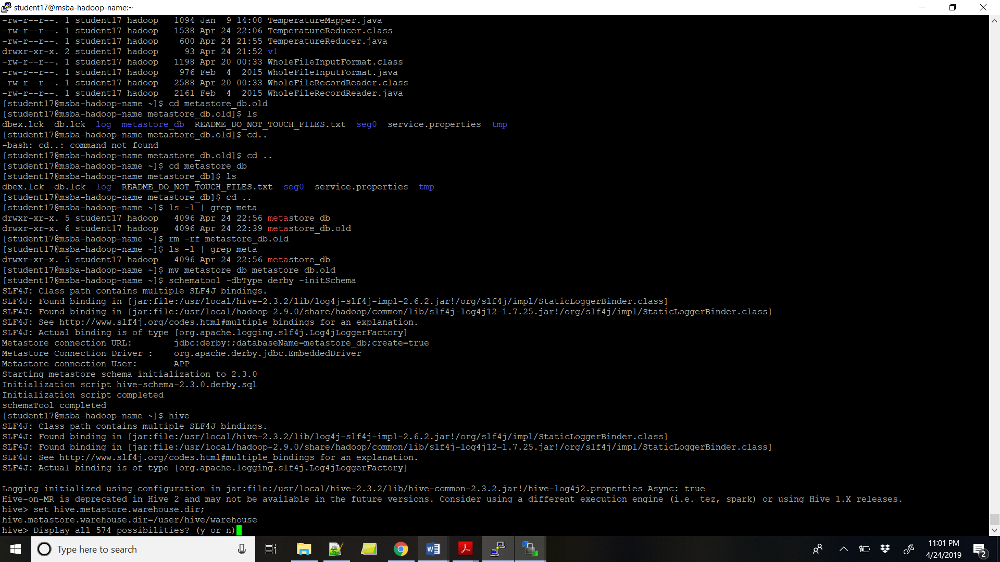 student17@msba-hadoop-name:~
-rw-r--r--. 1 student17 hadoop   1094 Jan  9 14:08 TemperatureMapper.java
-rw-r--r--. 1 student17 hadoop   1538 Apr 24 22:06 TemperatureReducer.class
-rw-r--r--. 1 student17 hadoop    600 Apr 24 21:55 TemperatureReducer.java
drwxr-xr-x. 2 student17 hadoop     93 Apr 24 21:52 v1
-rw-r--r--. 1 student17 hadoop   1198 Apr 20 00:33 WholeFileInputFormat.class
-rw-r--r--. 1 student17 hadoop    976 Feb  4  2015 WholeFileInputFormat.java
-rw-r--r--. 1 student17 hadoop   2588 Apr 20 00:33 WholeFileRecordReader.class
-rw-r--r--. 1 student17 hadoop   2161 Feb  4  2015 WholeFileRecordReader.java
[student17@msba-hadoop-name ~]$ cd metastore_db.old
[student17@msba-hadoop-name metastore_db.old]$ ls
dbex.lck  db.lck  log  metastore_db  README_DO_NOT_TOUCH_FILES.txt  seg0  service.properties  tmp
[student17@msba-hadoop-name metastore_db.old]$ cd..
-bash: cd..: command not found
[student17@msba-hadoop-name metastore_db.old]$ cd ..
[student17@msba-hadoop-name ~]$ cd metastore_db
[student17@msba-hadoop-name metastore_db]$ ls
dbex.lck  db.lck  log  README_DO_NOT_TOUCH_FILES.txt  seg0  service.properties  tmp
[student17@msba-hadoop-name metastore_db]$ cd ..
[student17@msba-hadoop-name ~]$ ls -l | grep meta
drwxr-xr-x. 5 student17 hadoop   4096 Apr 24 22:56 metastore_db
drwxr-xr-x. 6 student17 hadoop   4096 Apr 24 22:39 metastore_db.old
[student17@msba-hadoop-name ~]$ rm -rf metastore_db.old
[student17@msba-hadoop-name ~]$ ls -l | grep meta
drwxr-xr-x. 5 student17 hadoop   4096 Apr 24 22:56 metastore_db
[student17@msba-hadoop-name ~]$ mv metastore_db metastore_db.old
[student17@msba-hadoop-name ~]$ schematool -dbType derby -initSchema
SLF4J: Class path contains multiple SLF4J bindings.
SLF4J: Found binding in [jar:file:/usr/local/hive-2.3.2/lib/log4j-slf4j-impl-2.6.2.jar!/org/slf4j/impl/StaticLoggerBinder.class]
SLF4J: Found binding in [jar:file:/usr/local/hadoop-2.9.0/share/hadoop/common/lib/slf4j-log4j12-1.7.25.jar!/org/slf4j/impl/StaticLoggerBinder.class]
SLF4J: See http://www.slf4j.org/codes.html#multiple_bindings for an explanation.
SLF4J: Actual binding is of type [org.apache.logging.slf4j.Log4jLoggerFactory]
Metastore connection URL:        jdbc:derby:;databaseName=metastore_db;create=true
Metastore Connection Driver :    org.apache.derby.jdbc.EmbeddedDriver
Metastore connection User:       APP
Starting metastore schema initialization to 2.3.0
Initialization script hive-schema-2.3.0.derby.sql
Initialization script completed
schemaTool completed
[student17@msba-hadoop-name ~]$ hive
SLF4J: Class path contains multiple SLF4J bindings.
SLF4J: Found binding in [jar:file:/usr/local/hive-2.3.2/lib/log4j-slf4j-impl-2.6.2.jar!/org/slf4j/impl/StaticLoggerBinder.class]
SLF4J: Found binding in [jar:file:/usr/local/hadoop-2.9.0/share/hadoop/common/lib/slf4j-log4j12-1.7.25.jar!/org/slf4j/impl/StaticLoggerBinder.class]
SLF4J: See http://www.slf4j.org/codes.html#multiple_bindings for an explanation.
SLF4J: Actual binding is of type [org.apache.logging.slf4j.Log4jLoggerFactory]
Logging initialized using configuration in jar:file:/usr/local/hive-2.3.2/lib/hive-common-2.3.2.jar!/hive-log4j2.properties Async: true
Hive-on-MR is deprecated in Hive 2 and may not be available in the future versions. Consider using a different execution engine (i.e. tez, spark) or using Hive 1.X releases.
hive> set hive.metastore.warehouse.dir;
hive.metastore.warehouse.dir=/user/hive/warehouse
hive> Display all 574 possibilities? (y or n)
Type here to search
11:01 PM
4/24/2019
2